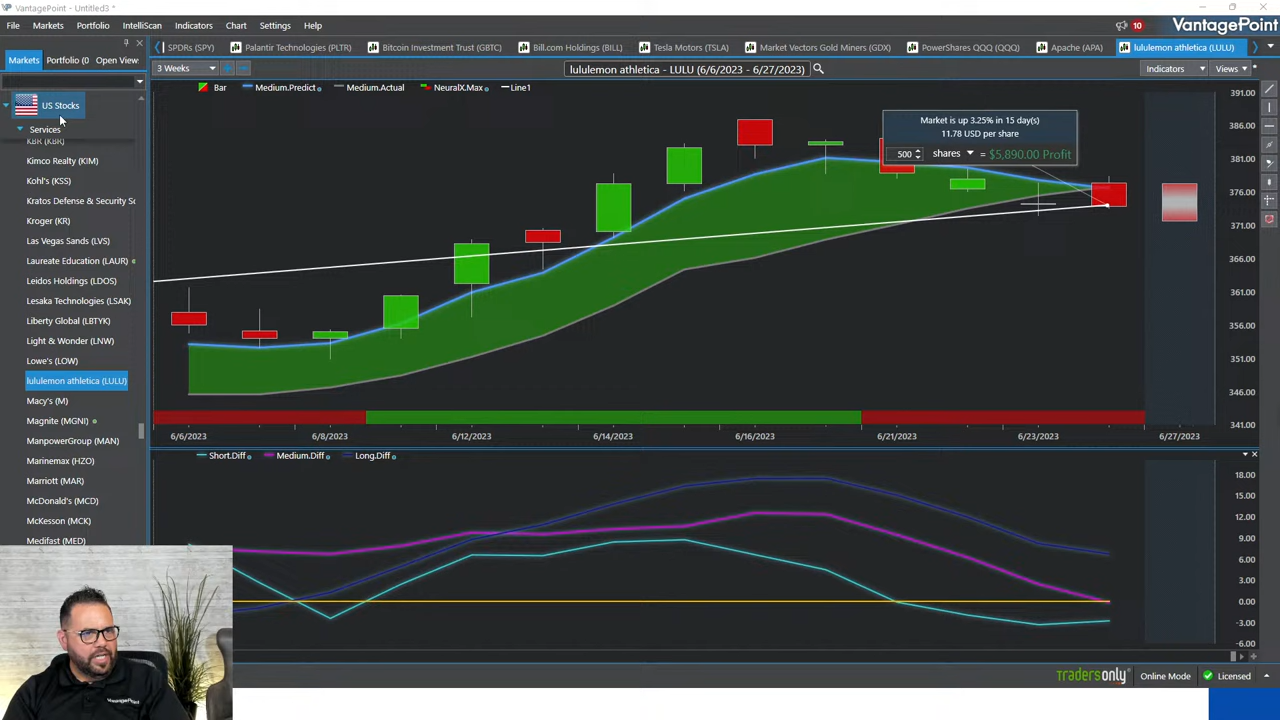 VantagePoint - Untitled3 *
File Markets Portfolio IntelliScan Indicators Chart Settings Help
10 VantagePoint
Markets Portfolio (0 Open View
SPDRs (SPY) Palantir Technologies (PLTR) Bitcoin Investment Trust (GBTC) Bill.com Holdings (BILL) Tesla Motors (TSLA) Market Vectors Gold Miners (GDX) PowerShares QQQ (QQQ) Apache (APA) lululemon athletica (LULU)
3 Weeks - + lululemon athletica - LULU (6/6/2023 - 6/27/2023) Indicators Views
Bar Medium.Predict Medium.Actual NeuralX.Max Line1
US Stocks
Services
KBR (KBR)
Kimco Realty (KIM)
Kohl's (KSS)
Kratos Defense & Security Sc
Kroger (KR)
Las Vegas Sands (LVS)
Laureate Education (LAUR)
Leidos Holdings (LDOS)
Lesaka Technologies (LSAK)
Liberty Global (LBTYK)
Light & Wonder (LNW)
Lowe's (LOW)
lululemon athletica (LULU)
Macy's (M)
Magnite (MGNI)
ManpowerGroup (MAN)
Marinemax (HZO)
Marriott (MAR)
McDonald's (MCD)
McKesson (MCK)
Medifast (MED)
Market is up 3.25% in 15 day(s)
11.78 USD per share
500 shares = $5,890.00 Profit
391.00
386.00
381.00
376.00
371.00
366.00
361.00
356.00
351.00
346.00
341.00
6/6/2023 6/8/2023 6/12/2023 6/14/2023 6/16/2023 6/21/2023 6/23/2023 6/27/2023
Short.Diff Medium.Diff Long.Diff
18.00
15.00
12.00
9.00
6.00
3.00
0.00
-3.00
-6.00
tradersonly Online Mode Licensed
VantagePoint